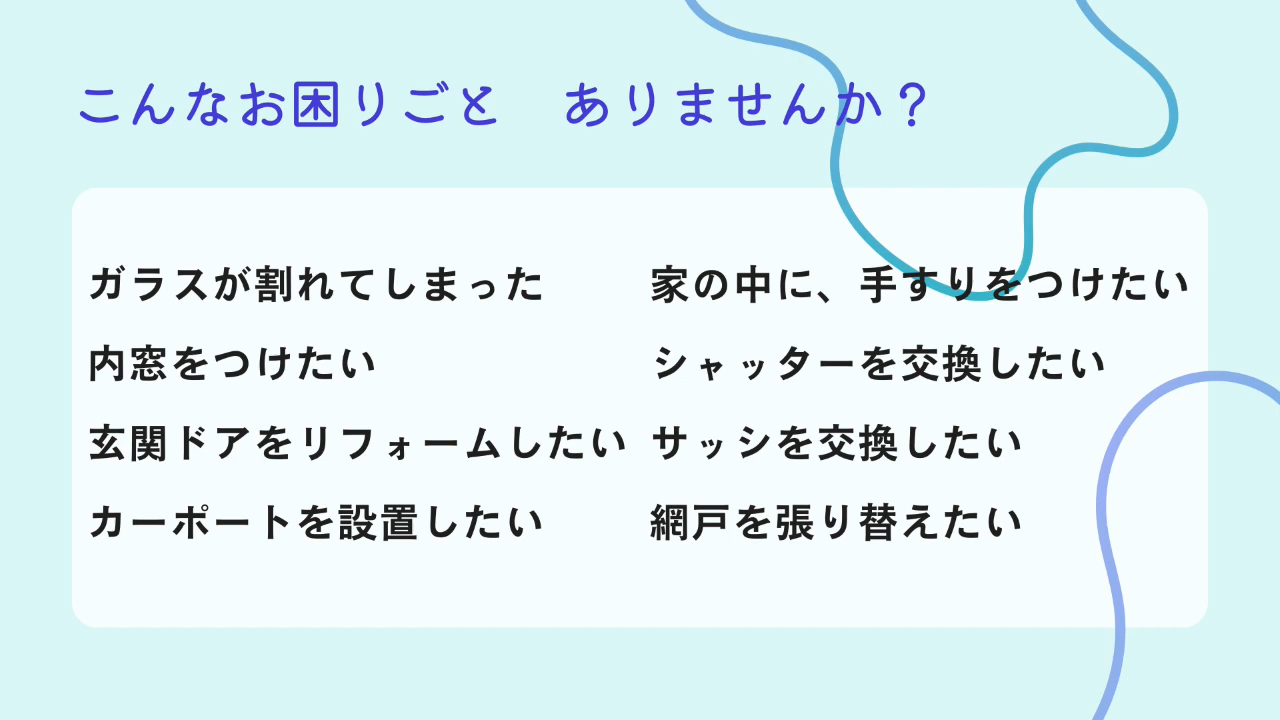 こんなお困りごと　ありませんか？
ガラスが割れてしまった
内窓をつけたい
玄関ドアをリフォームしたい
カーポートを設置したい
家の中に、手すりをつけたい
シャッターを交換したい
サッシを交換したい
網戸を張り替えたい